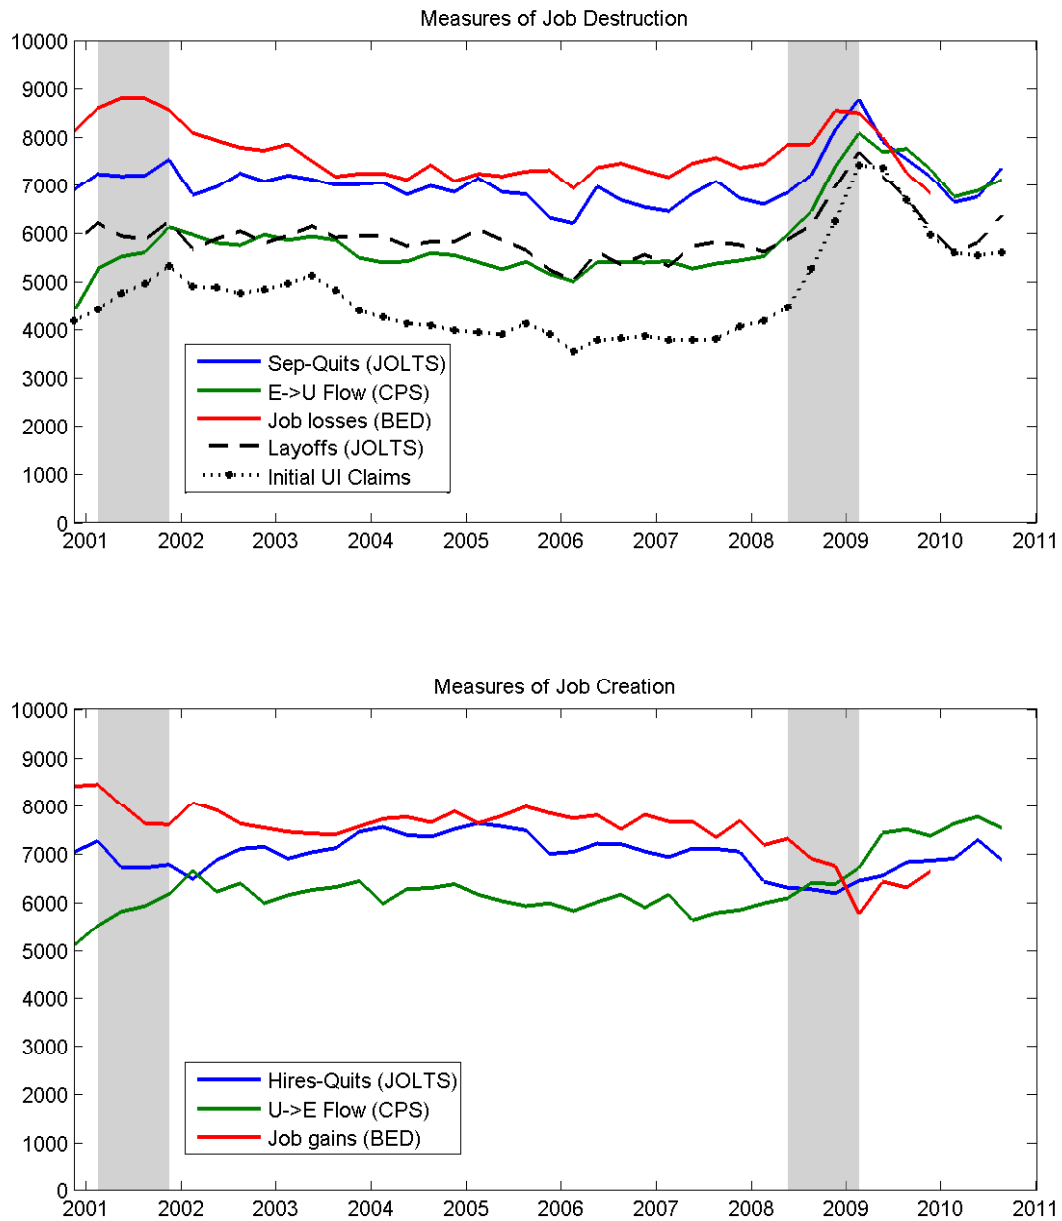 Measures of Job Destruction
10000
9000
8000
7000
6000
5000
4000
3000
2000
1000
0
Sep-Quits (JOLTS)
E->U Flow (CPS)
Job losses (BED)
Layoffs (JOLTS)
Initial UI Claims
2001 2002 2003 2004 2005 2006 2007 2008 2009 2010 2011
Measures of Job Creation
10000
9000
8000
7000
6000
5000
4000
3000
2000
1000
0
Hires-Quits (JOLTS)
U->E Flow (CPS)
Job gains (BED)
2001 2002 2003 2004 2005 2006 2007 2008 2009 2010 2011